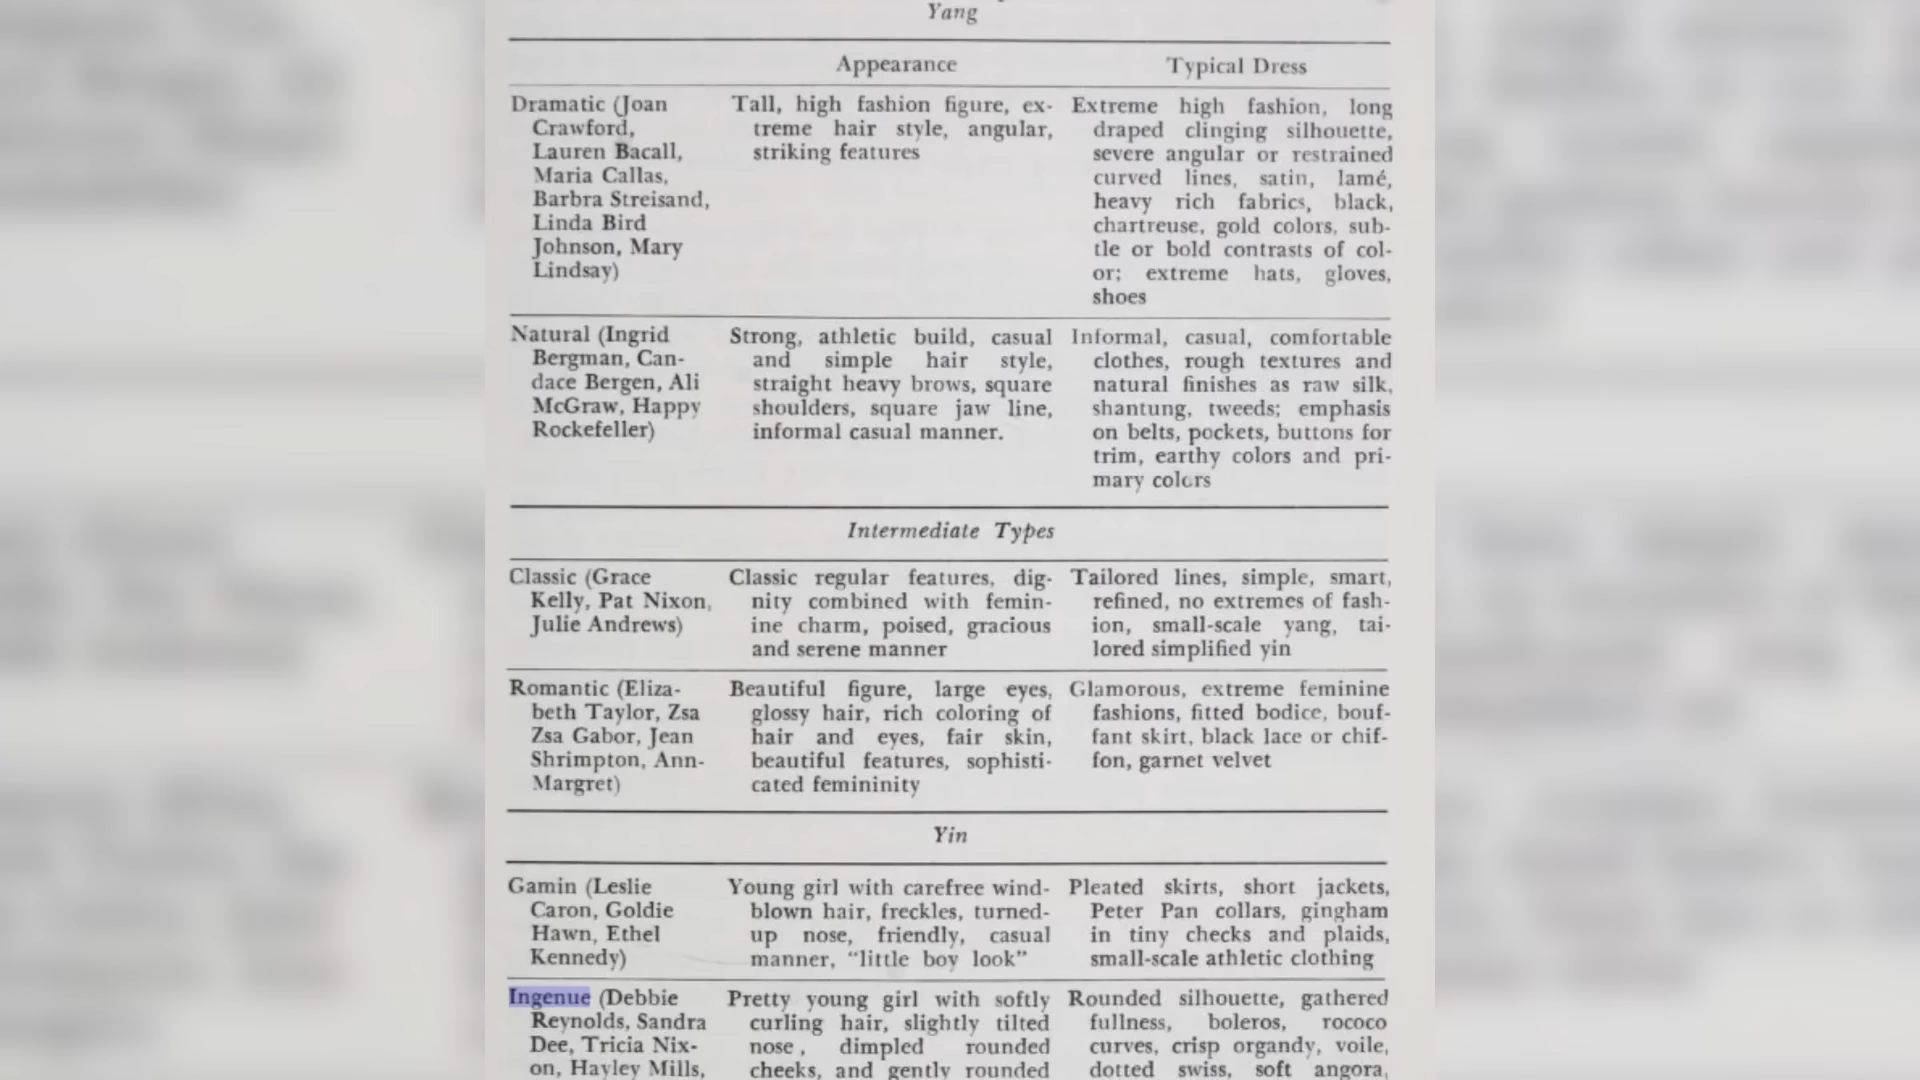 Yang
Appearance Typical Dress
Dramatic (Joan
Crawford,
Lauren Bacall,
Maria Callas,
Barbra Streisand,
Linda Bird
Johnson, Mary
Lindsay)
Tall, high fashion figure, ex-
treme hair style, angular,
striking features
Extreme high fashion, long
draped clinging silhouette,
severe angular or restrained
curved lines, satin, lamé,
heavy rich fabrics, black,
chartreuse, gold colors, sub-
tle or bold contrasts of col-
or; extreme hats, gloves,
shoes
Natural (Ingrid
Bergman, Can-
dace Bergen, Ali
McGraw, Happy
Rockefeller)
Strong, athletic build, casual
and simple hair style,
straight heavy brows, square
shoulders, square jaw line,
informal casual manner.
Informal, casual, comfortable
clothes, rough textures and
natural finishes as raw silk,
shantung, tweeds; emphasis
on belts, pockets, buttons for
trim, earthy colors and pri-
mary colors
Intermediate Types
Classic (Grace
Kelly, Pat Nixon,
Julie Andrews)
Classic regular features, dig-
nity combined with femin-
ine charm, poised, gracious
and serene manner
Tailored lines, simple, smart,
refined, no extremes of fash-
ion, small-scale yang, tai-
lored simplified yin
Romantic (Eliza-
beth Taylor, Zsa
Zsa Gabor, Jean
Shrimpton, Ann-
Margret)
Beautiful figure, large eyes,
glossy hair, rich coloring of
hair and eyes, fair skin,
beautiful features, sophisti-
cated femininity
Glamorous, extreme feminine
fashions, fitted bodice, bouf-
fant skirt, black lace or chif-
fon, garnet velvet
Yin
Gamin (Leslie
Caron, Goldie
Hawn, Ethel
Kennedy)
Young girl with carefree wind-
blown hair, freckles, turned-
up nose, friendly, casual
manner, “little boy look”
Pleated skirts, short jackets,
Peter Pan collars, gingham
in tiny checks and plaids,
small-scale athletic clothing
Ingenue (Debbie
Reynolds, Sandra
Dee, Tricia Nix-
on, Hayley Mills,
Pretty young girl with softly
curling hair, slightly tilted
nose, dimpled rounded
cheeks, and gently rounded
Rounded silhouette, gathered
fullness, boleros, rococo
curves, crisp organdy, voile,
dotted swiss, soft angora,